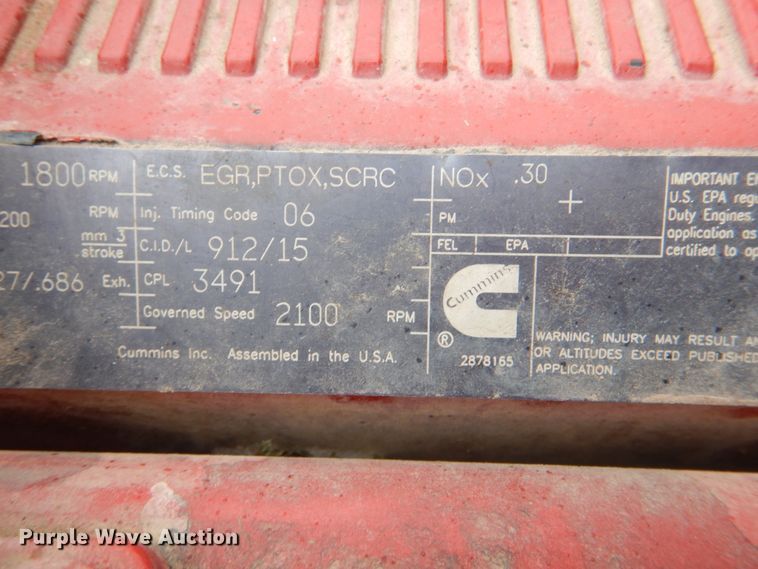 1800 RPM
200 RPM
mm 3
stroke
27/.686 Exh.
E.C.S. EGR,PTOX,SCRC
Inj. Timing Code 06
C.I.D./L 912/15
CPL 3491
Governed Speed 2100 RPM
Cummins Inc. Assembled in the U.S.A.
NOx .30
PM
FEL EPA
Cummins
®
2878165
IMPORTANT E
U.S. EPA regu
Duty Engines.
application as
certified to op
WARNING; INJURY MAY RESULT AN
OR ALTITUDES EXCEED PUBLISHED
APPLICATION.
Purple Wave Auction